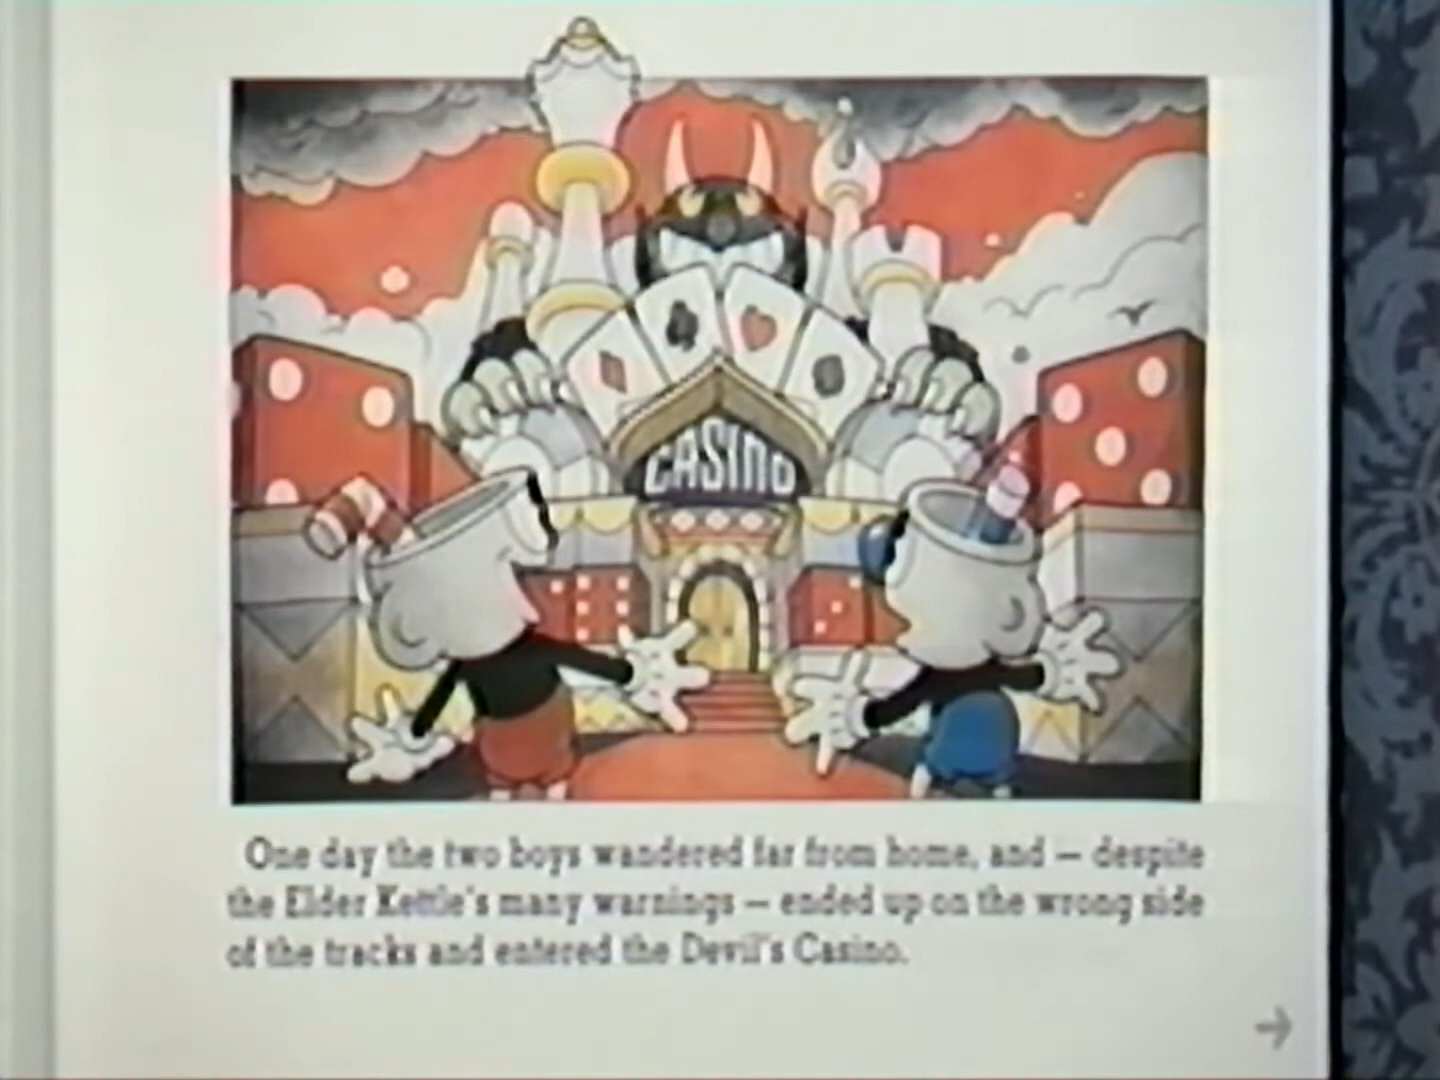 CASINO
One day the two boys wandered far from home, and — despite
the Elder Kettle's many warnings — ended up on the wrong side
of the tracks and entered the Devil's Casino.